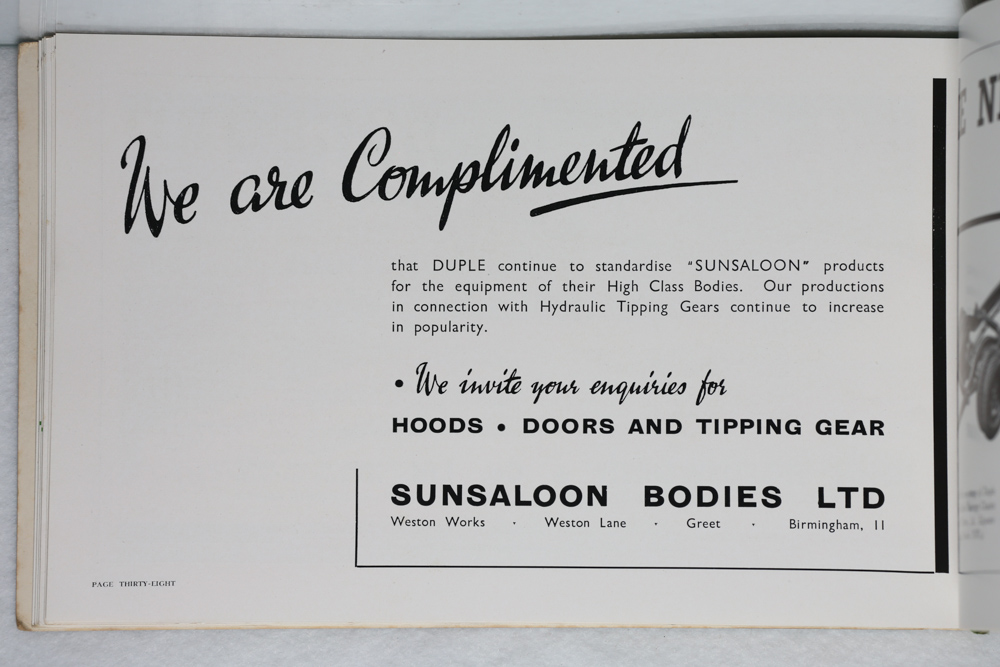 We are Complimented
that DUPLE continue to standardise "SUNSALOON" products
for the equipment of their High Class Bodies. Our productions
in connection with Hydraulic Tipping Gears continue to increase
in popularity.
• We invite your enquiries for
HOODS • DOORS AND TIPPING GEAR
SUNSALOON BODIES LTD
Weston Works · Weston Lane · Greet · Birmingham, 11
PAGE THIRTY-EIGHT